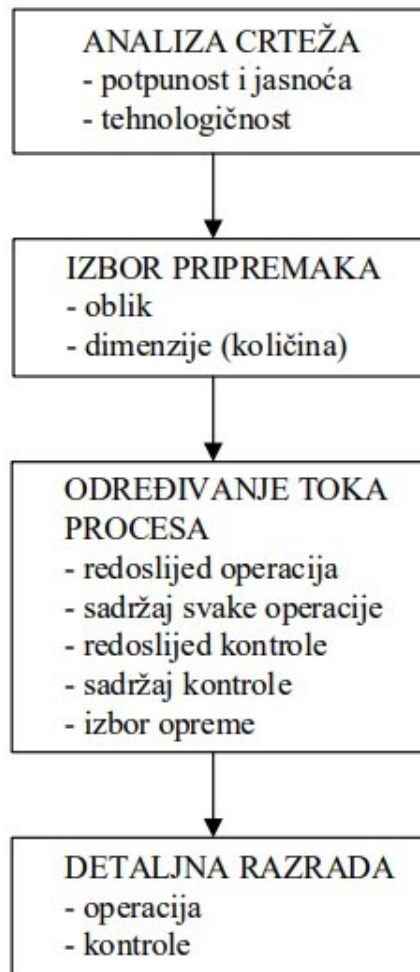 ANALIZA CRTEŽA
- potpunost i jasnoća
- tehnologičnost
IZBOR PRIPREMAKA
- oblik
- dimenzije (količina)
ODREĐIVANJE TOKA
PROCESA
- redoslijed operacija
- sadržaj svake operacije
- redoslijed kontrole
- sadržaj kontrole
- izbor opreme
DETALJNA RAZRADA
- operacija
- kontrole